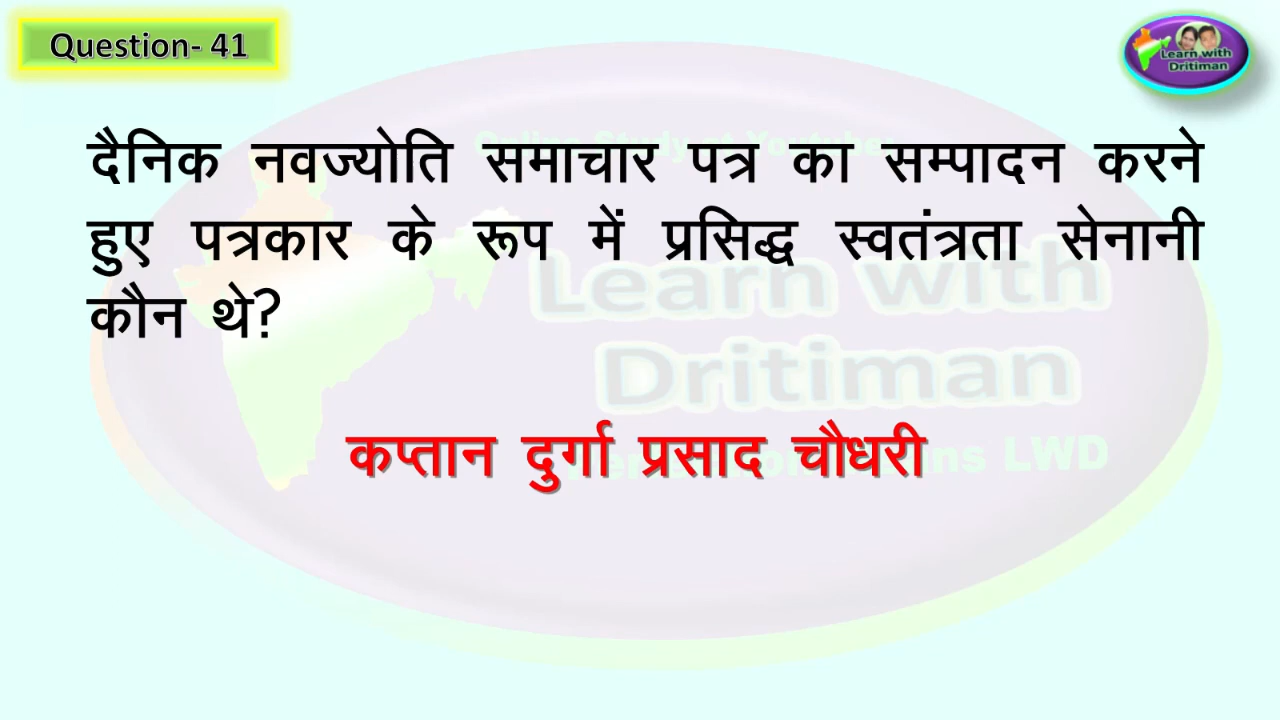 Question- 41
Learn with
Dritiman
दैनिक नवज्योति समाचार पत्र का सम्पादन करने
हुए पत्रकार के रूप में प्रसिद्ध स्वतंत्रता सेनानी
कौन थे?
Learn with
Dritiman
कप्तान दुर्गा प्रसाद चौधरी
LWD